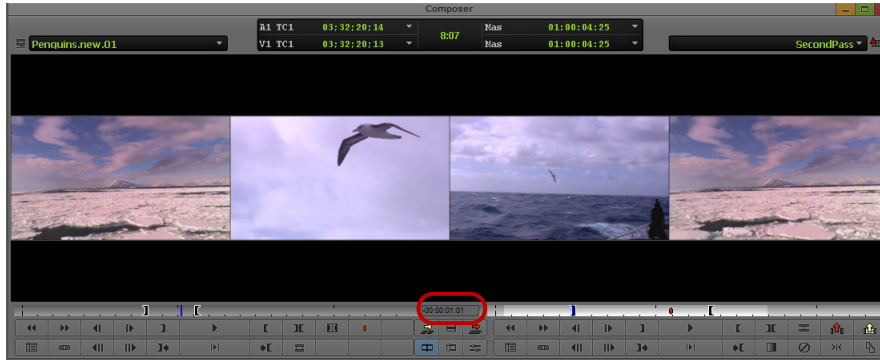 Composer
A1 TC1 03;32;20;14 8:07 Mas 01:00:04:25
Penguins.new.01 V1 TC1 03;32;20;13 Mas 01:00:04:25 SecondPass
-00:00:01:01